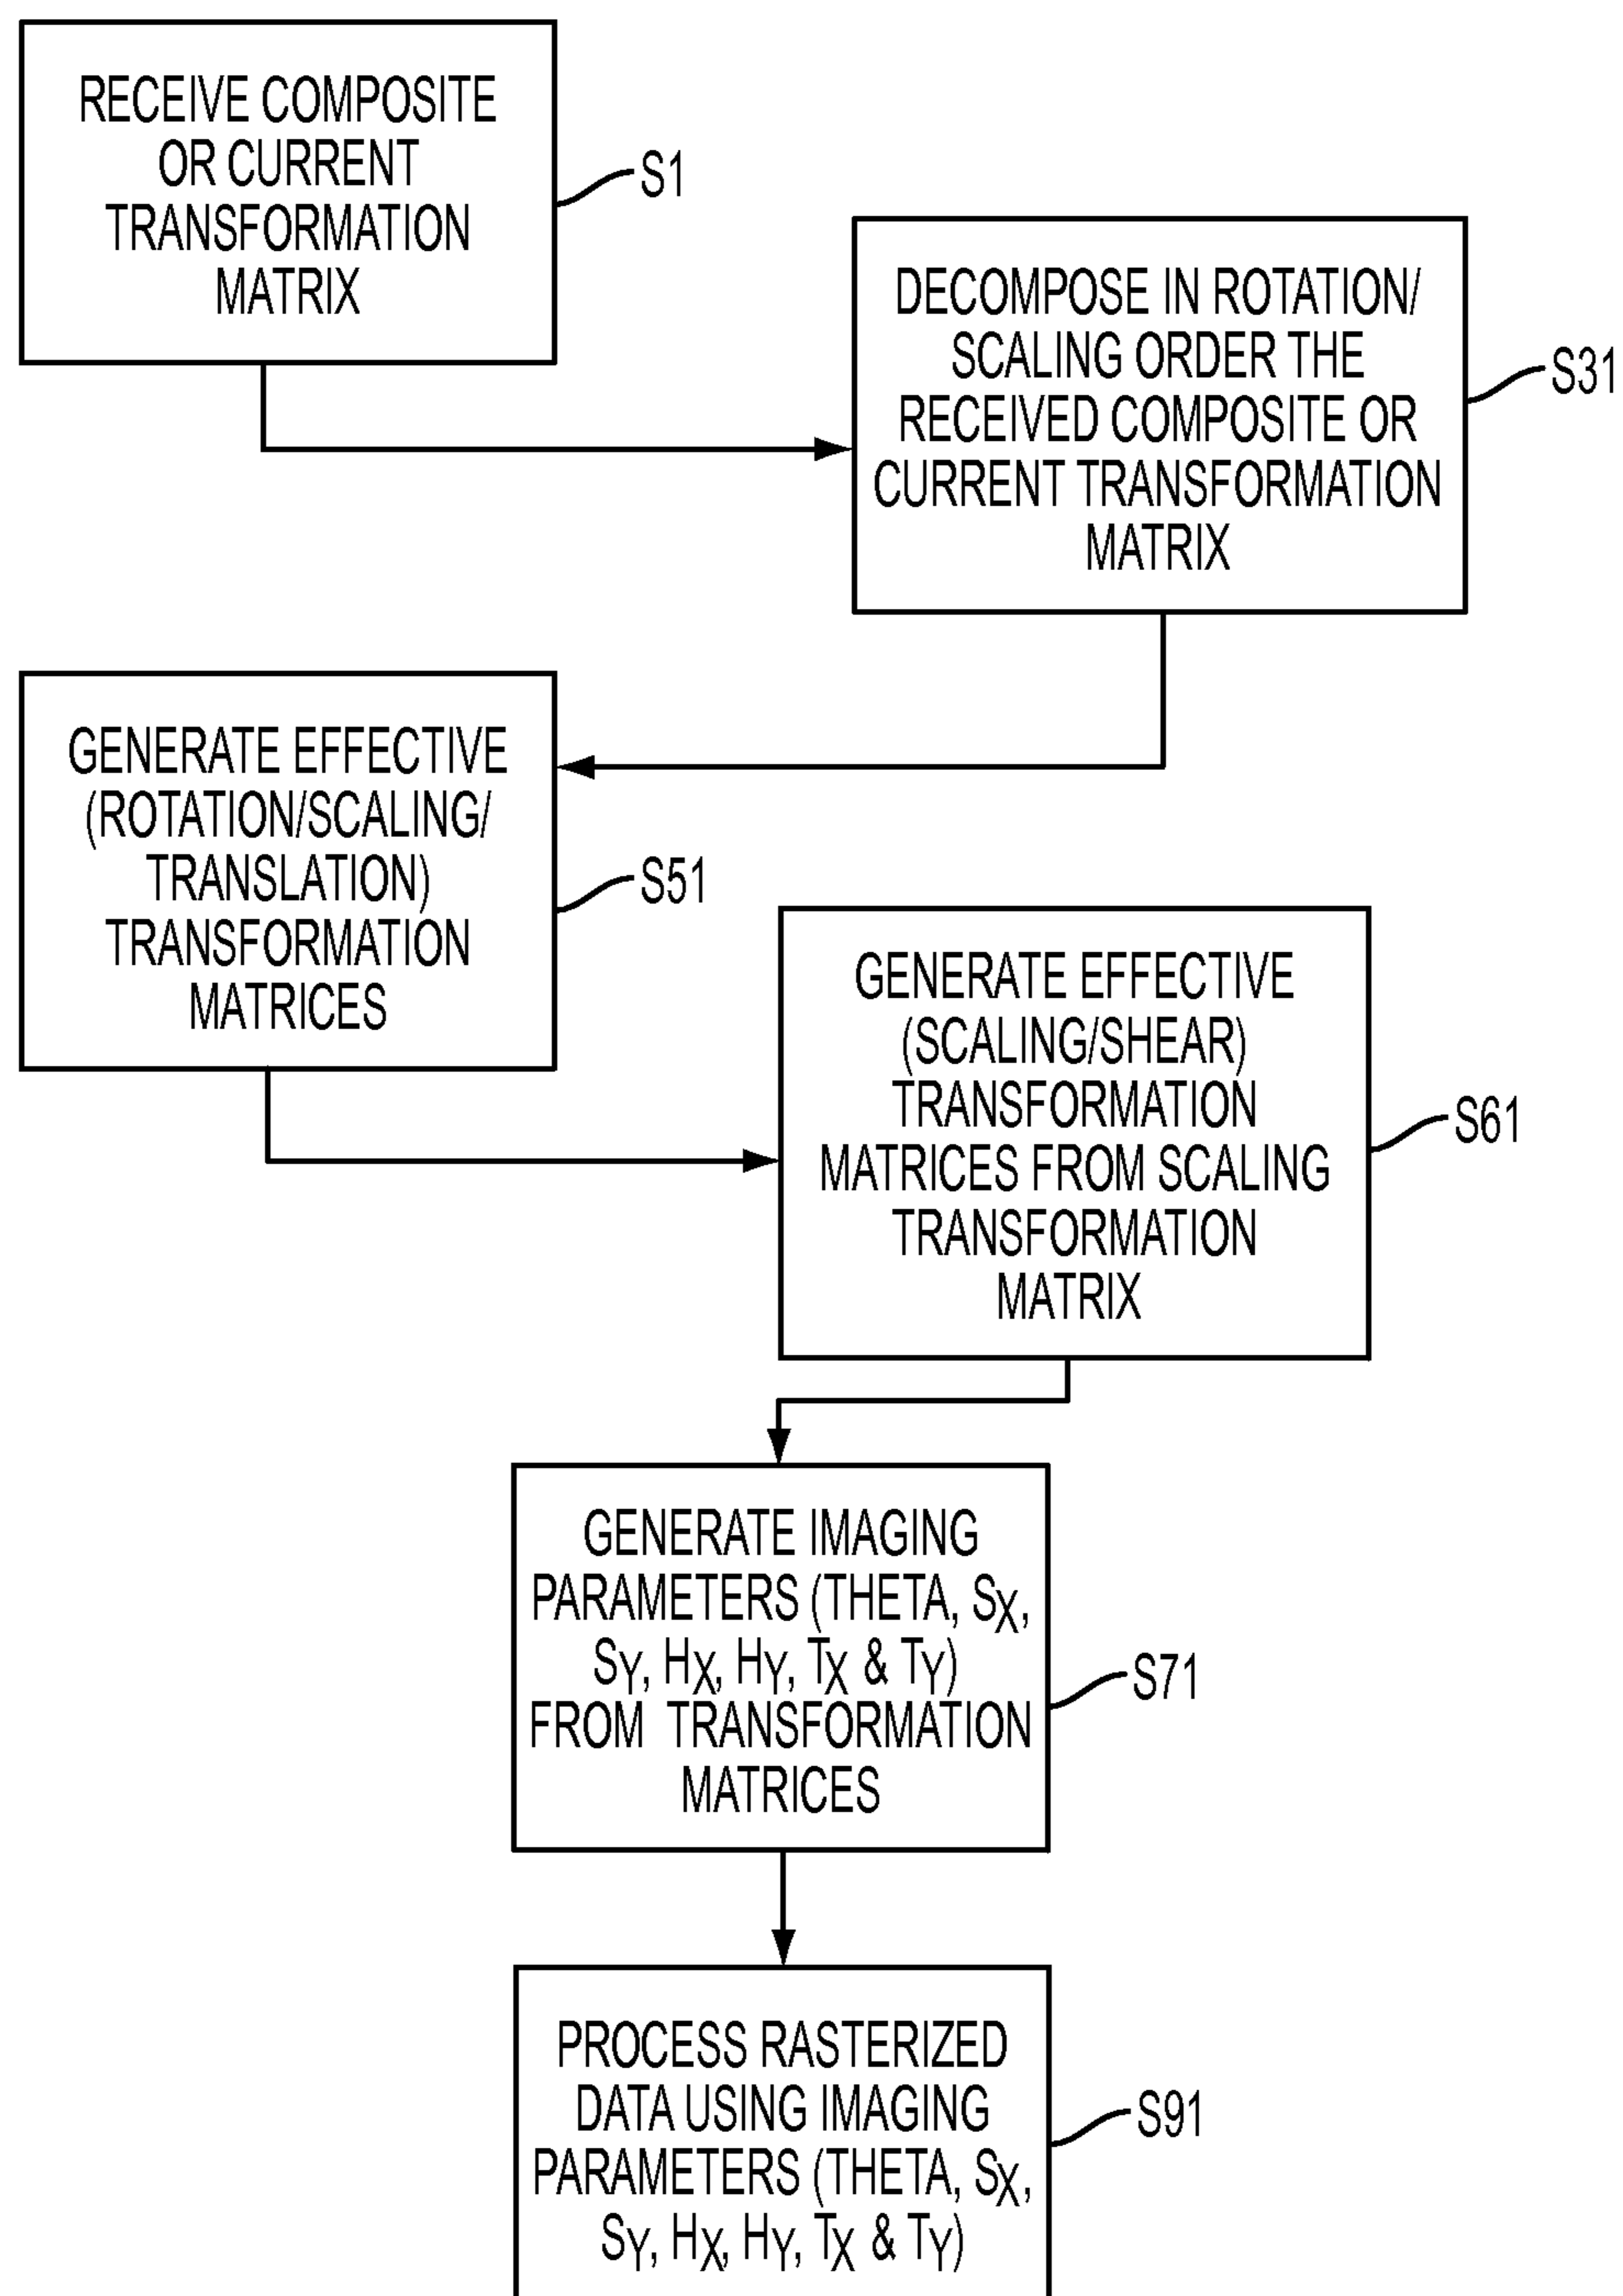 RECEIVE COMPOSITE
OR CURRENT
TRANSFORMATION
MATRIX
S1
DECOMPOSE IN ROTATION/
SCALING ORDER THE
RECEIVED COMPOSITE OR
CURRENT TRANSFORMATION
MATRIX
S31
GENERATE EFFECTIVE
(ROTATION/SCALING/
TRANSLATION)
TRANSFORMATION
MATRICES
S51
GENERATE EFFECTIVE
(SCALING/SHEAR)
TRANSFORMATION
MATRICES FROM SCALING
TRANSFORMATION
MATRIX
S61
GENERATE IMAGING
PARAMETERS (THETA, SX,
SY, HX, HY, TX & TY)
FROM TRANSFORMATION
MATRICES
S71
PROCESS RASTERIZED
DATA USING IMAGING
PARAMETERS (THETA, SX,
SY, HX, HY, TX & TY)
S91